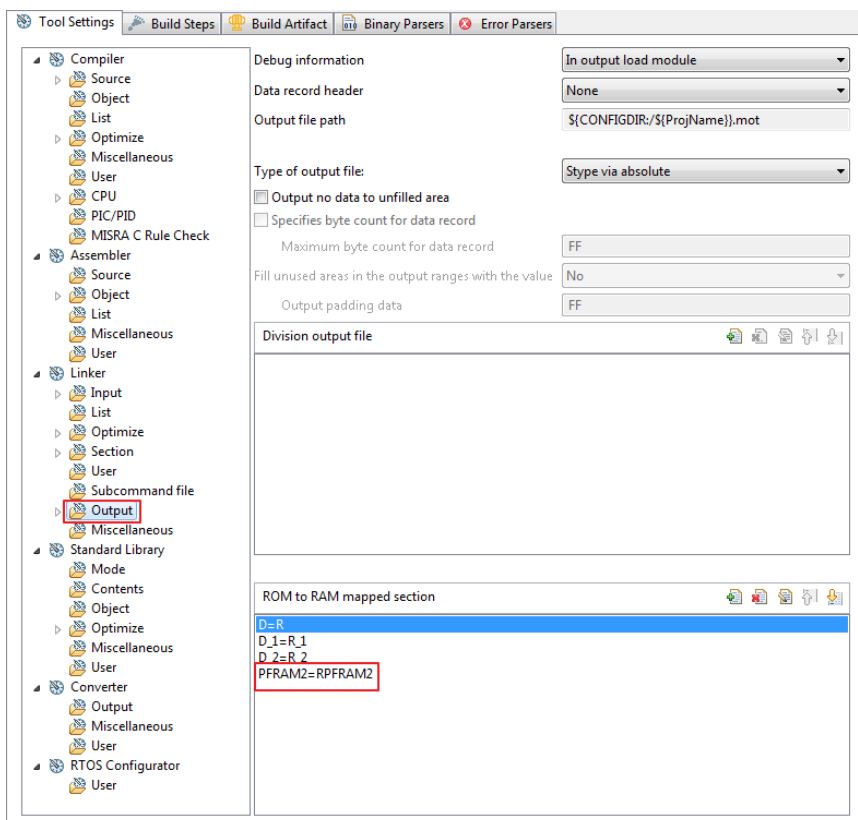 Tool Settings Build Steps Build Artifact Binary Parsers Error Parsers
Compiler
Source
Object
List
Optimize
Miscellaneous
User
CPU
PIC/PID
MISRA C Rule Check
Assembler
Source
Object
List
Miscellaneous
User
Linker
Input
List
Optimize
Section
User
Subcommand file
Output
Miscellaneous
Standard Library
Mode
Contents
Object
Optimize
Miscellaneous
User
Converter
Output
Miscellaneous
User
RTOS Configurator
User
Debug information In output load module
Data record header None
Output file path ${CONFIGDIR:/${ProjName}}.mot
Type of output file: Stype via absolute
Output no data to unfilled area
Specifies byte count for data record
Maximum byte count for data record FF
Fill unused areas in the output ranges with the value No
Output padding data FF
Division output file
ROM to RAM mapped section
D=R
D_1=R_1
D_2=R_2
PFRAM2=RPFRAM2